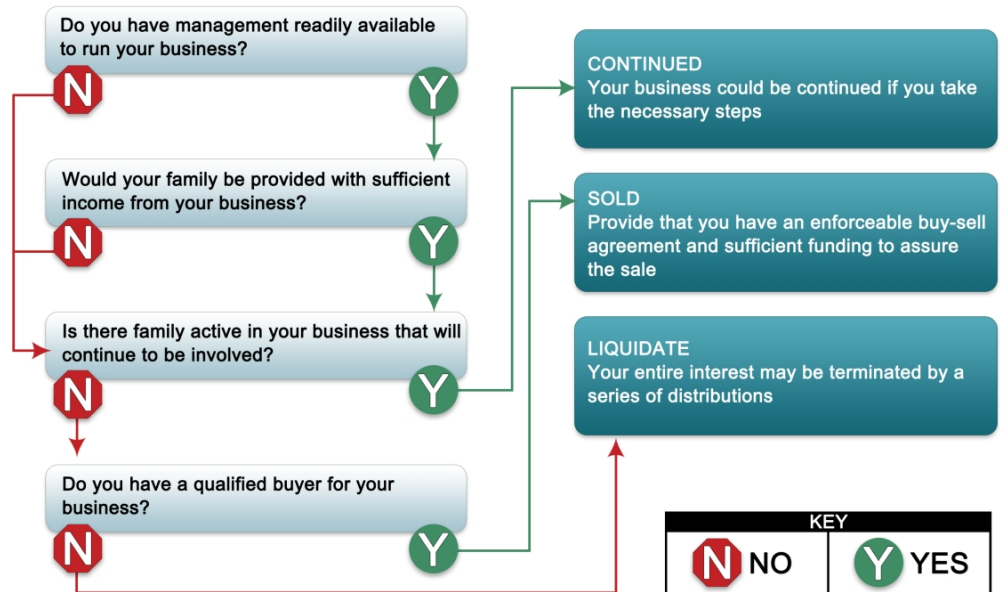 Do you have management readily available
to run your business?
N
Y
Would your family be provided with sufficient
income from your business?
N
Y
Is there family active in your business that will
continue to be involved?
N
Y
Do you have a qualified buyer for your
business?
N
Y
CONTINUED
Your business could be continued if you take
the necessary steps
SOLD
Provide that you have an enforceable buy-sell
agreement and sufficient funding to assure
the sale
LIQUIDATE
Your entire interest may be terminated by a
series of distributions
KEY
N NO
Y YES